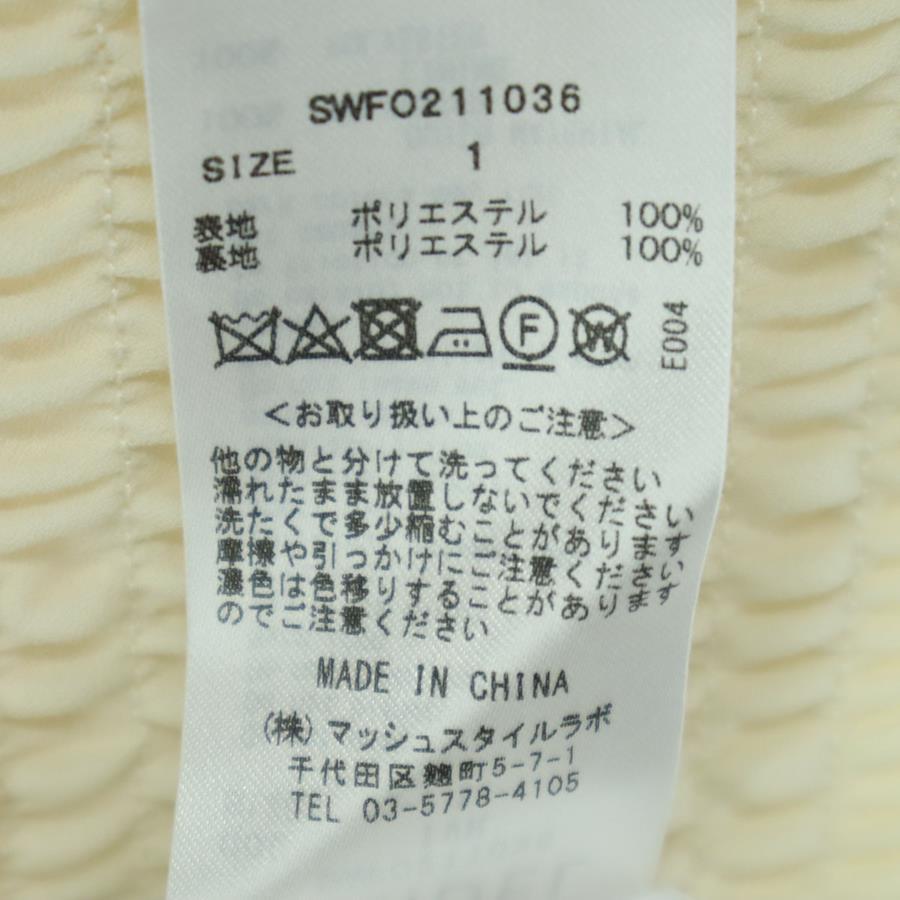 SWFO211036
SIZE 1
表地 ポリエステル 100%
裏地 ポリエステル 100%
F W E004
<お取り扱い上のご注意>
他の物と分けて洗ってください
濡れたまま放置しないでください
洗たくで多少縮むことがあります
摩擦や引っかけにご注意ください
濃色は色移りすることがあります
のでご注意ください
MADE IN CHINA
(株)マッシュスタイルラボ
千代田区麹町5-7-1
TEL 03-5778-4105